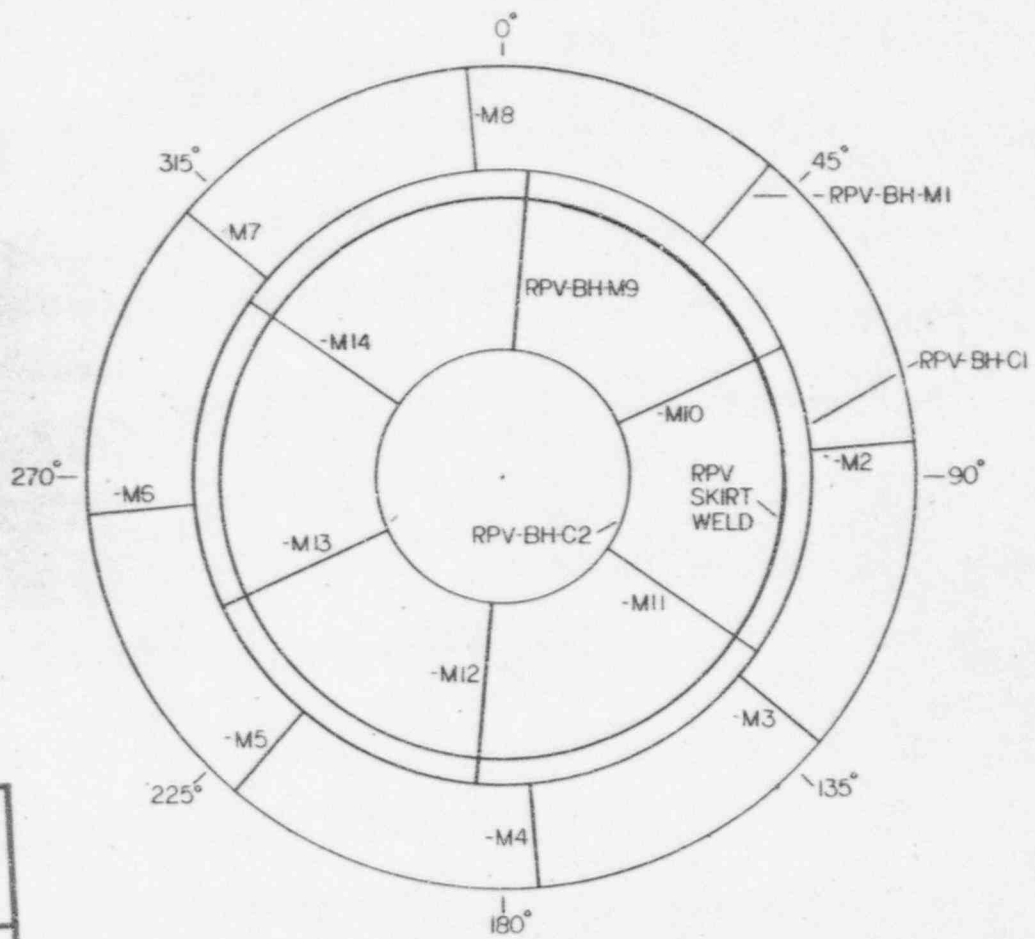 0°
-M8
315°
45°
-RPV-BH-M1
-M7
RPV-BH-M9
-M14
RPV-BH-C1
-M10
-M2
270°
90°
-M6
RPV
SKIRT
WELD
RPV-BH-C2
-M13
-M11
-M12
-M3
-M5
225°
135°
-M4
180°